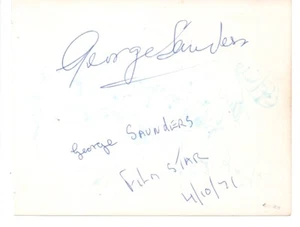 George Sanders
George SAUNDERS
FILM STAR
4/10/71